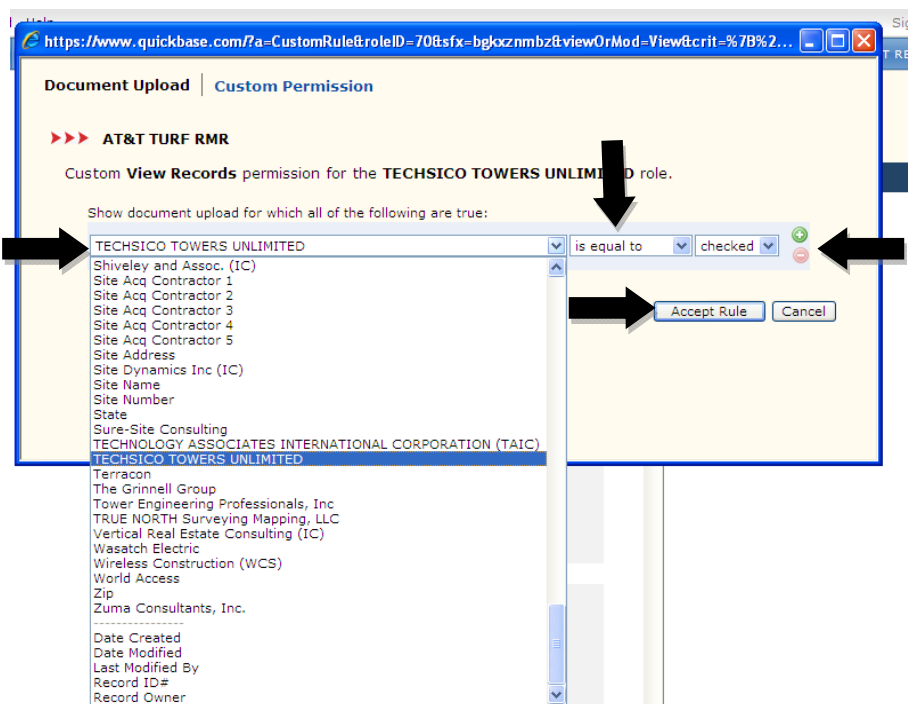 Help
Sig
https://www.quickbase.com/?a=CustomRule&roleID=70&sfx=bgkxznmbz&viewOrMod=View&crit=%7B%2...
T RE
Document Upload | Custom Permission
AT&T TURF RMR
Custom View Records permission for the TECHSICO TOWERS UNLIMITED role.
Show document upload for which all of the following are true:
TECHSICO TOWERS UNLIMITED is equal to checked
Shiveley and Assoc. (IC)
Site Acq Contractor 1
Site Acq Contractor 2
Site Acq Contractor 3
Site Acq Contractor 4
Site Acq Contractor 5
Site Address
Site Dynamics Inc (IC)
Site Name
Site Number
State
Sure-Site Consulting
TECHNOLOGY ASSOCIATES INTERNATIONAL CORPORATION (TAIC)
TECHSICO TOWERS UNLIMITED
Terracon
The Grinnell Group
Tower Engineering Professionals, Inc
TRUE NORTH Surveying Mapping, LLC
Vertical Real Estate Consulting (IC)
Wasatch Electric
Wireless Construction (WCS)
World Access
Zip
Zuma Consultants, Inc.
----------------
Date Created
Date Modified
Last Modified By
Record ID#
Record Owner
Accept Rule Cancel